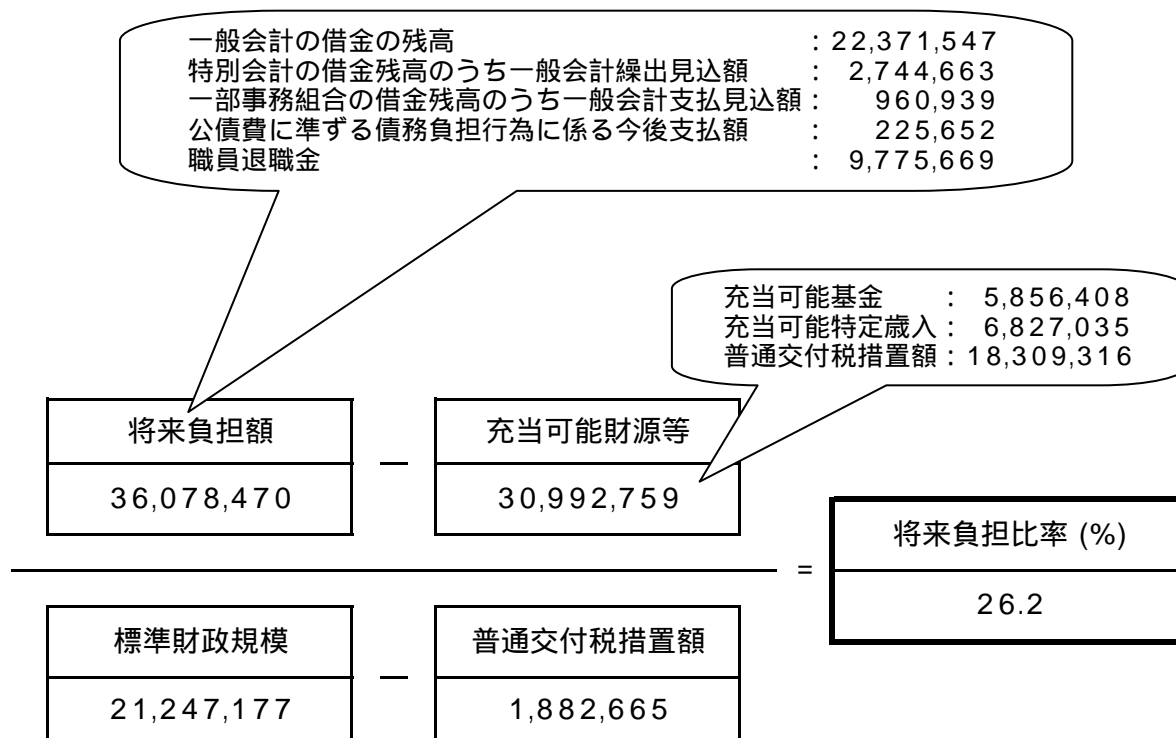 一般会計の借金の残高 : 22,371,547
特別会計の借金残高のうち一般会計繰出見込額 : 2,744,663
一部事務組合の借金残高のうち一般会計支払見込額 : 960,939
公債費に準ずる債務負担行為に係る今後支払額 : 225,652
職員退職金 : 9,775,669
充当可能基金 : 5,856,408
充当可能特定歳入 : 6,827,035
普通交付税措置額 : 18,309,316
将来負担額 － 充当可能財源等
36,078,470 30,992,759
=
将来負担比率 (%)
26.2
標準財政規模 － 普通交付税措置額
21,247,177 1,882,665